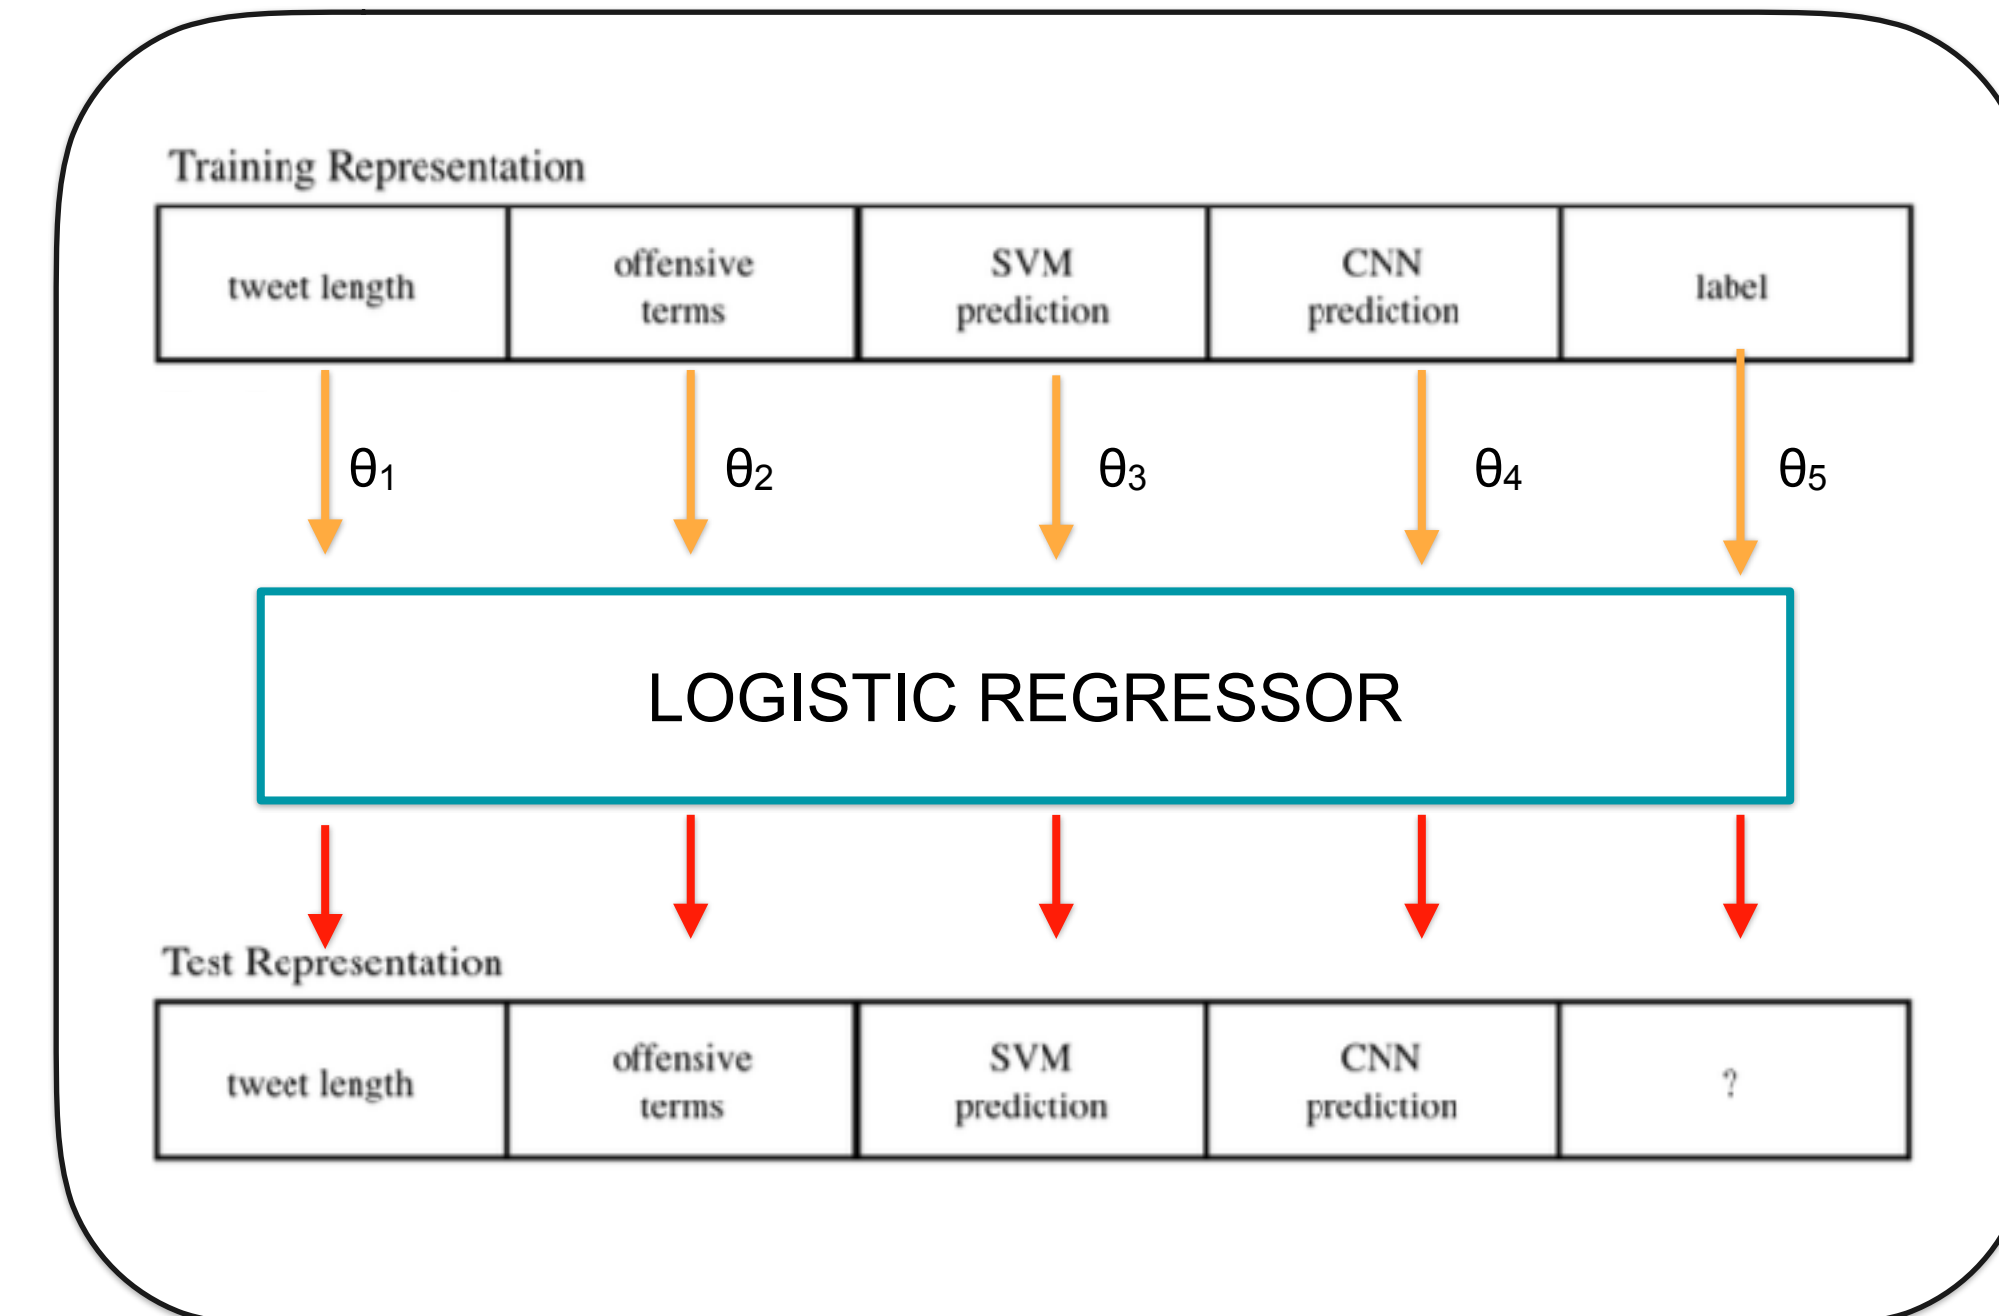 Training Representation
tweet length
offensive
terms
SVM
prediction
CNN
prediction
label
θ1
θ2
θ3
θ4
θ5
LOGISTIC REGRESSOR
Test Representation
tweet length
offensive
terms
SVM
prediction
CNN
prediction
?